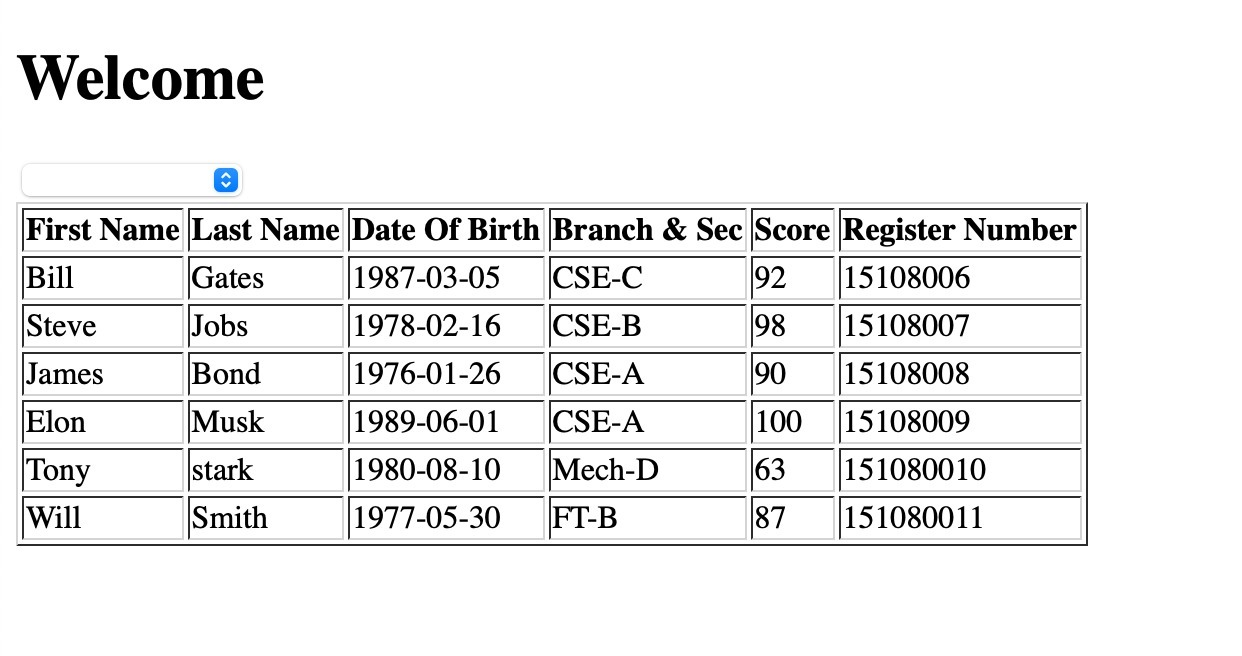 Welcome
First Name Last Name Date Of Birth Branch & Sec Score Register Number
Bill Gates 1987-03-05 CSE-C 92 15108006
Steve Jobs 1978-02-16 CSE-B 98 15108007
James Bond 1976-01-26 CSE-A 90 15108008
Elon Musk 1989-06-01 CSE-A 100 15108009
Tony stark 1980-08-10 Mech-D 63 151080010
Will Smith 1977-05-30 FT-B 87 151080011